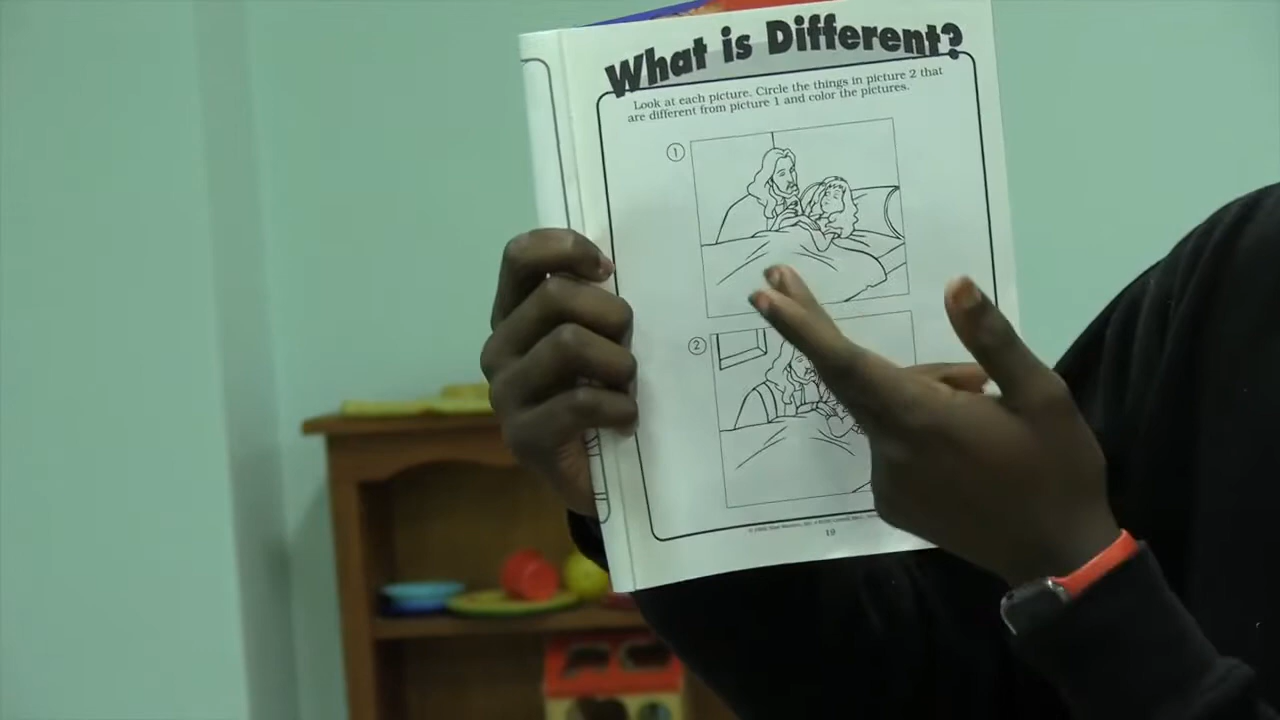 What is Different?
Look at each picture. Circle the things in picture 2 that
are different from picture 1 and color the pictures.
1
2
19